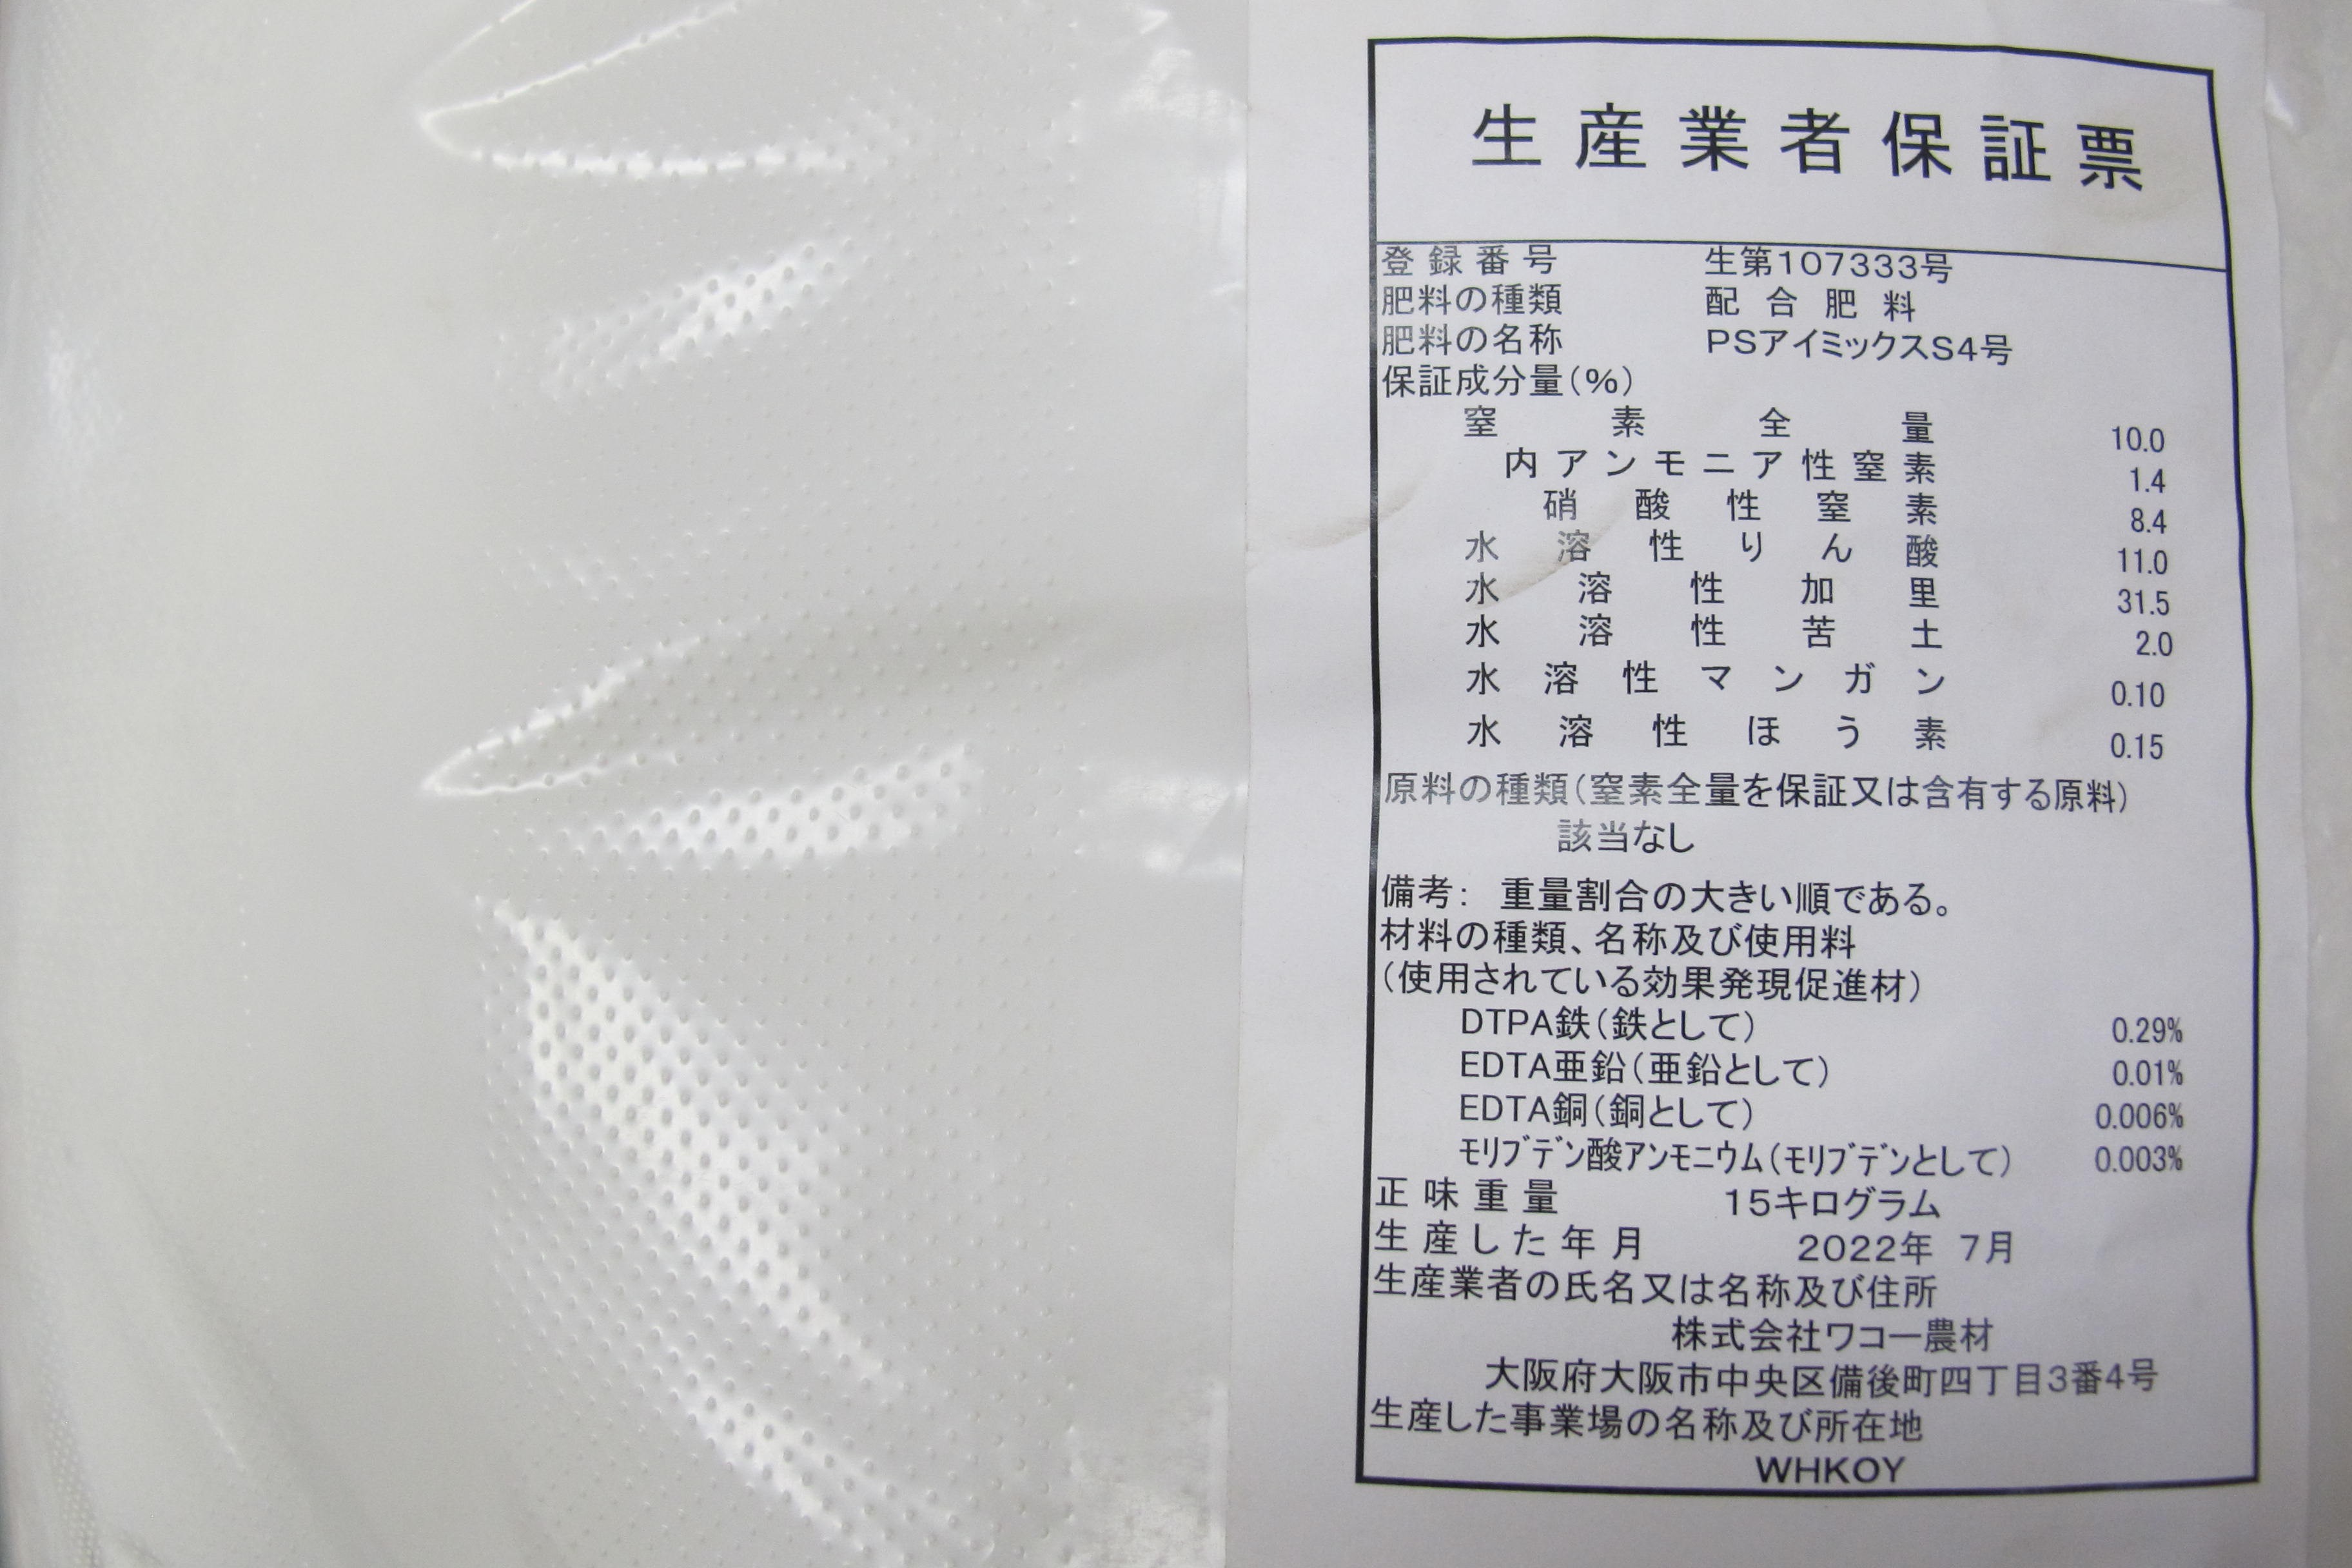 生産業者保証票
登録番号 生第107333号
肥料の種類 配合肥料
肥料の名称 PSアイミックスS4号
保証成分量(%)
窒素全量 10.0
内アンモニア性窒素 1.4
硝酸性窒素 8.4
水溶性りん酸 11.0
水溶性加里 31.5
水溶性苦土 2.0
水溶性マンガン 0.10
水溶性ほう素 0.15
原料の種類(窒素全量を保証又は含有する原料)
該当なし
備考: 重量割合の大きい順である。
材料の種類、名称及び使用料
(使用されている効果発現促進材)
DTPA鉄(鉄として) 0.29%
EDTA亜鉛(亜鉛として) 0.01%
EDTA銅(銅として) 0.006%
ﾓﾘﾌﾞﾃﾞﾝ酸ｱﾝﾓﾆｳﾑ(ﾓﾘﾌﾞﾃﾞﾝとして) 0.003%
正味重量 15キログラム
生産した年月 2022年 7月
生産業者の氏名又は名称及び住所
株式会社ワコー農材
大阪府大阪市中央区備後町四丁目3番4号
生産した事業場の名称及び所在地
WHKOY